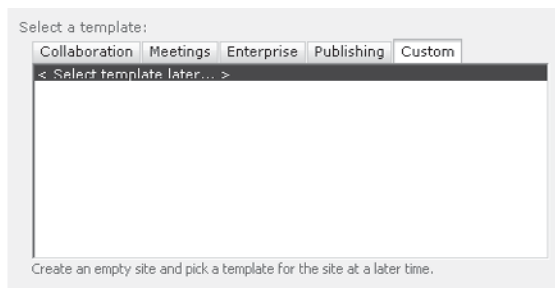 Select a template:
Collaboration Meetings Enterprise Publishing Custom
< Select template later... >
Create an empty site and pick a template for the site at a later time.